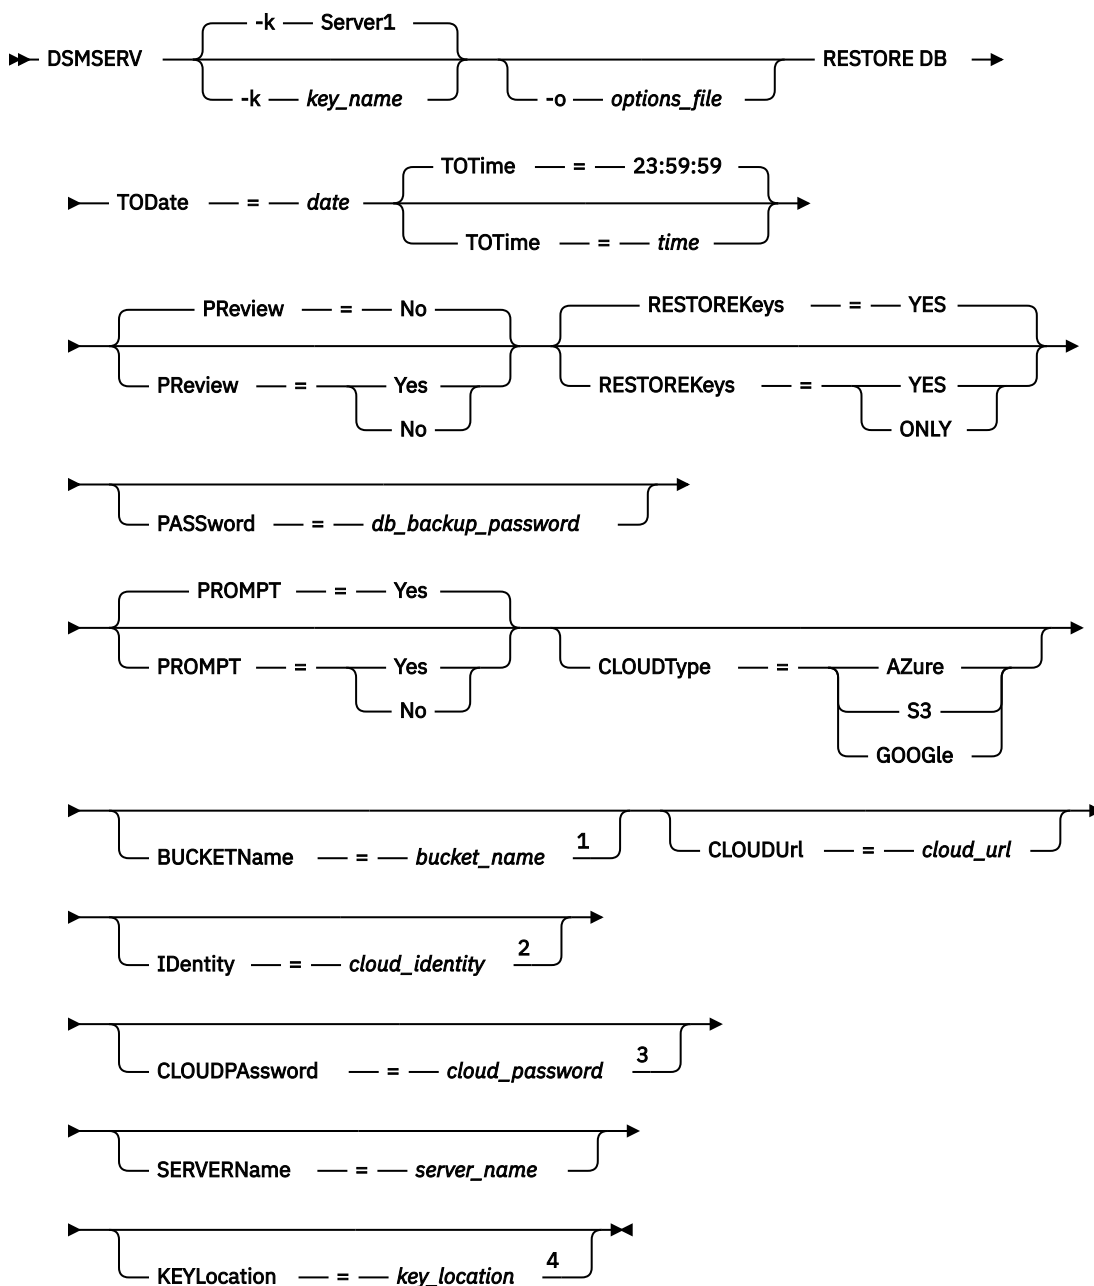 -k Server1
DSMSERV RESTORE DB
-k key_name -o options_file
TOTime = 23:59:59
TODate = date
TOTime = time
PReview = No RESTOREKeys = YES
PReview = Yes RESTOREKeys = YES
No ONLY
PASSword = db_backup_password
PROMPT = Yes
PROMPT = Yes CLOUDType = AZure
No S3
GOOGle
BUCKETName = bucket_name 1 CLOUDUrl = cloud_url
IDentity = cloud_identity 2
CLOUDPAssword = cloud_password 3
SERVERName = server_name
KEYLocation = key_location 4